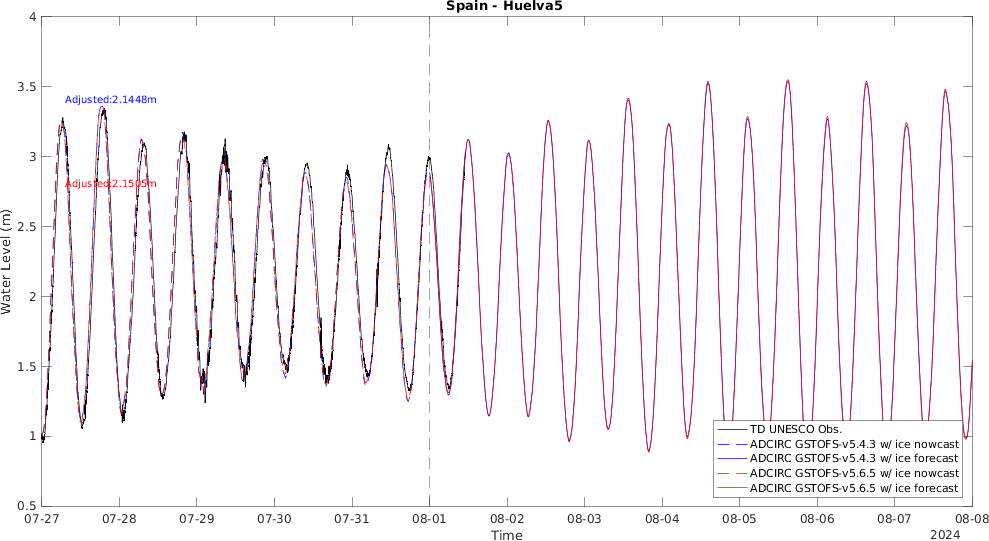 Spain - Huelva5
4
3.5
3
2.5
2
1.5
1
0.5
Water Level (m)
Adjusted:2.1448m
Adjusted:2.1505m
TD UNESCO Obs.
ADCIRC GSTOFS-v5.4.3 w/ ice nowcast
ADCIRC GSTOFS-v5.4.3 w/ ice forecast
ADCIRC GSTOFS-v5.6.5 w/ ice nowcast
ADCIRC GSTOFS-v5.6.5 w/ ice forecast
07-27 07-28 07-29 07-30 07-31 08-01 08-02 08-03 08-04 08-05 08-06 08-07 08-08
Time
2024